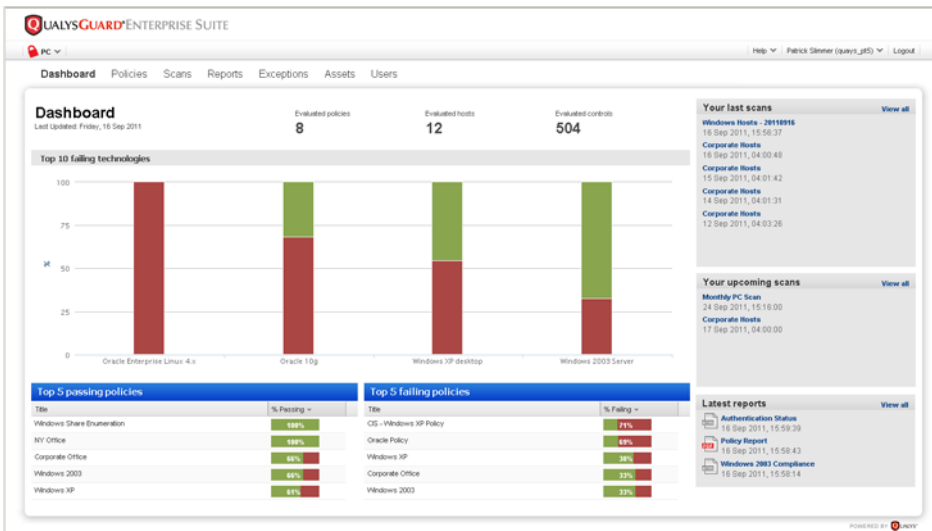 QUALYSGUARD® ENTERPRISE SUITE
PC
Help Patrick Slimmer (quays_pt5) Logout
Dashboard Policies Scans Reports Exceptions Assets Users
Dashboard
Last Updated: Friday, 16 Sep 2011
Evaluated policies
8
Evaluated hosts
12
Evaluated controls
504
Top 10 failing technologies
100
75
%
50
25
0
Oracle Enterprise Linux 4.x
Oracle 10g
Windows XP desktop
Windows 2003 Server
Top 5 passing policies
Title % Passing
Windows Share Enumeration 100%
NY Office 100%
Corporate Office 66%
Windows 2003 66%
Windows XP 61%
Top 5 failing policies
Title % Failing
CIS - Windows XP Policy 71%
Oracle Policy 69%
Windows XP 38%
Corporate Office 33%
Windows 2003 33%
Your last scans View all
Windows Hosts - 20110916
16 Sep 2011, 15:56:37
Corporate Hosts
16 Sep 2011, 04:00:48
Corporate Hosts
15 Sep 2011, 04:01:42
Corporate Hosts
14 Sep 2011, 04:01:31
Corporate Hosts
12 Sep 2011, 04:03:26
Your upcoming scans View all
Monthly PC Scan
24 Sep 2011, 15:16:00
Corporate Hosts
17 Sep 2011, 04:00:00
Latest reports View all
Authentication Status
16 Sep 2011, 15:59:39
Policy Report
16 Sep 2011, 15:58:43
Windows 2003 Compliance
16 Sep 2011, 15:58:14
POWERED BY QUALYS®